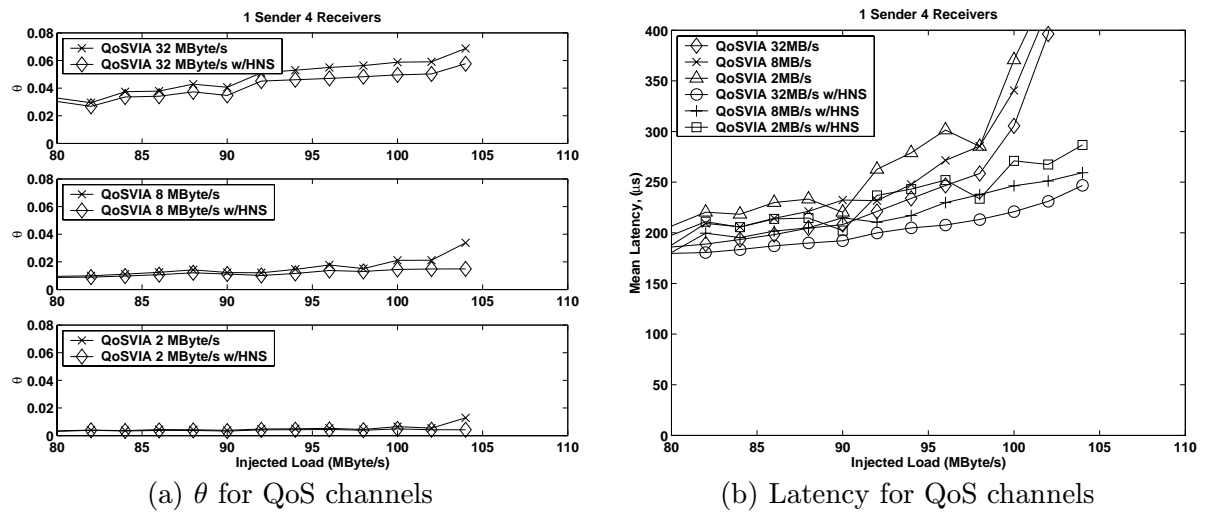 1 Sender 4 Receivers
0.08
0.06
0.04
0.02
0
θ
QoSVIA 32 MByte/s
QoSVIA 32 MByte/s w/HNS
80 85 90 95 100 105 110
0.08
0.06
0.04
0.02
0
θ
QoSVIA 8 MByte/s
QoSVIA 8 MByte/s w/HNS
80 85 90 95 100 105 110
0.08
0.06
0.04
0.02
0
θ
QoSVIA 2 MByte/s
QoSVIA 2 MByte/s w/HNS
80 85 90 95 100 105 110
Injected Load (MByte/s)
(a) θ for QoS channels
1 Sender 4 Receivers
400
350
300
250
200
150
100
50
0
Mean Latency, (μs)
QoSVIA 32MB/s
QoSVIA 8MB/s
QoSVIA 2MB/s
QoSVIA 32MB/s w/HNS
QoSVIA 8MB/s w/HNS
QoSVIA 2MB/s w/HNS
80 85 90 95 100 105 110
Injected Load (MByte/s)
(b) Latency for QoS channels